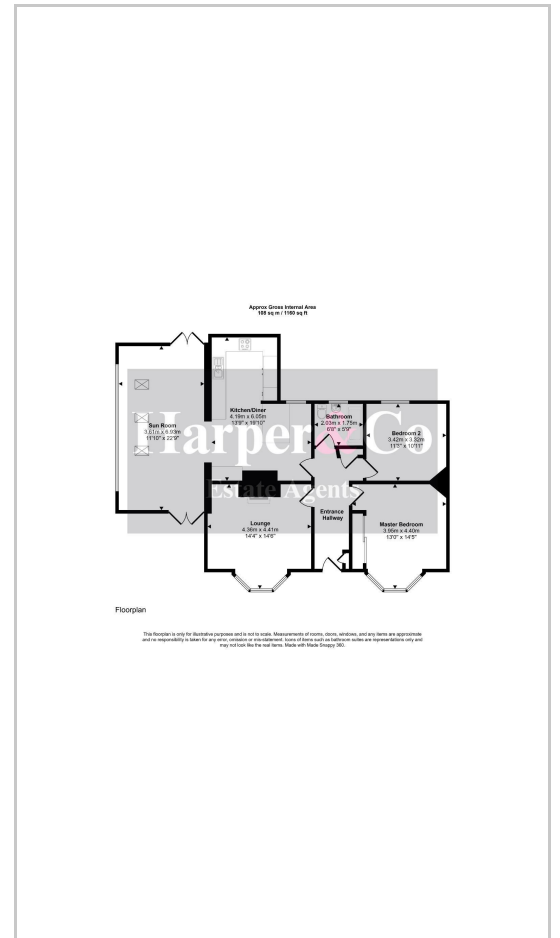 Approx Gross Internal Area
108 sq m / 1160 sq ft
Sun Room
3.61m x 6.93m
11'10" x 22'9"
Kitchen/Diner
4.19m x 6.05m
13'9" x 19'10"
Bathroom
2.03m x 1.75m
6'8" x 5'9"
Bedroom 2
3.42m x 3.32m
11'3" x 10'11"
Harper & Co
Estate Agents
Lounge
4.36m x 4.41m
14'4" x 14'6"
Entrance
Hallway
Master Bedroom
3.95m x 4.40m
13'0" x 14'5"
Floorplan
This floorplan is only for illustrative purposes and is not to scale. Measurements of rooms, doors, windows, and any items are approximate
and no responsibility is taken for any error, omission or mis-statement. Icons of items such as bathroom suites are representations only and
may not look like the real items. Made with Made Snappy 360.